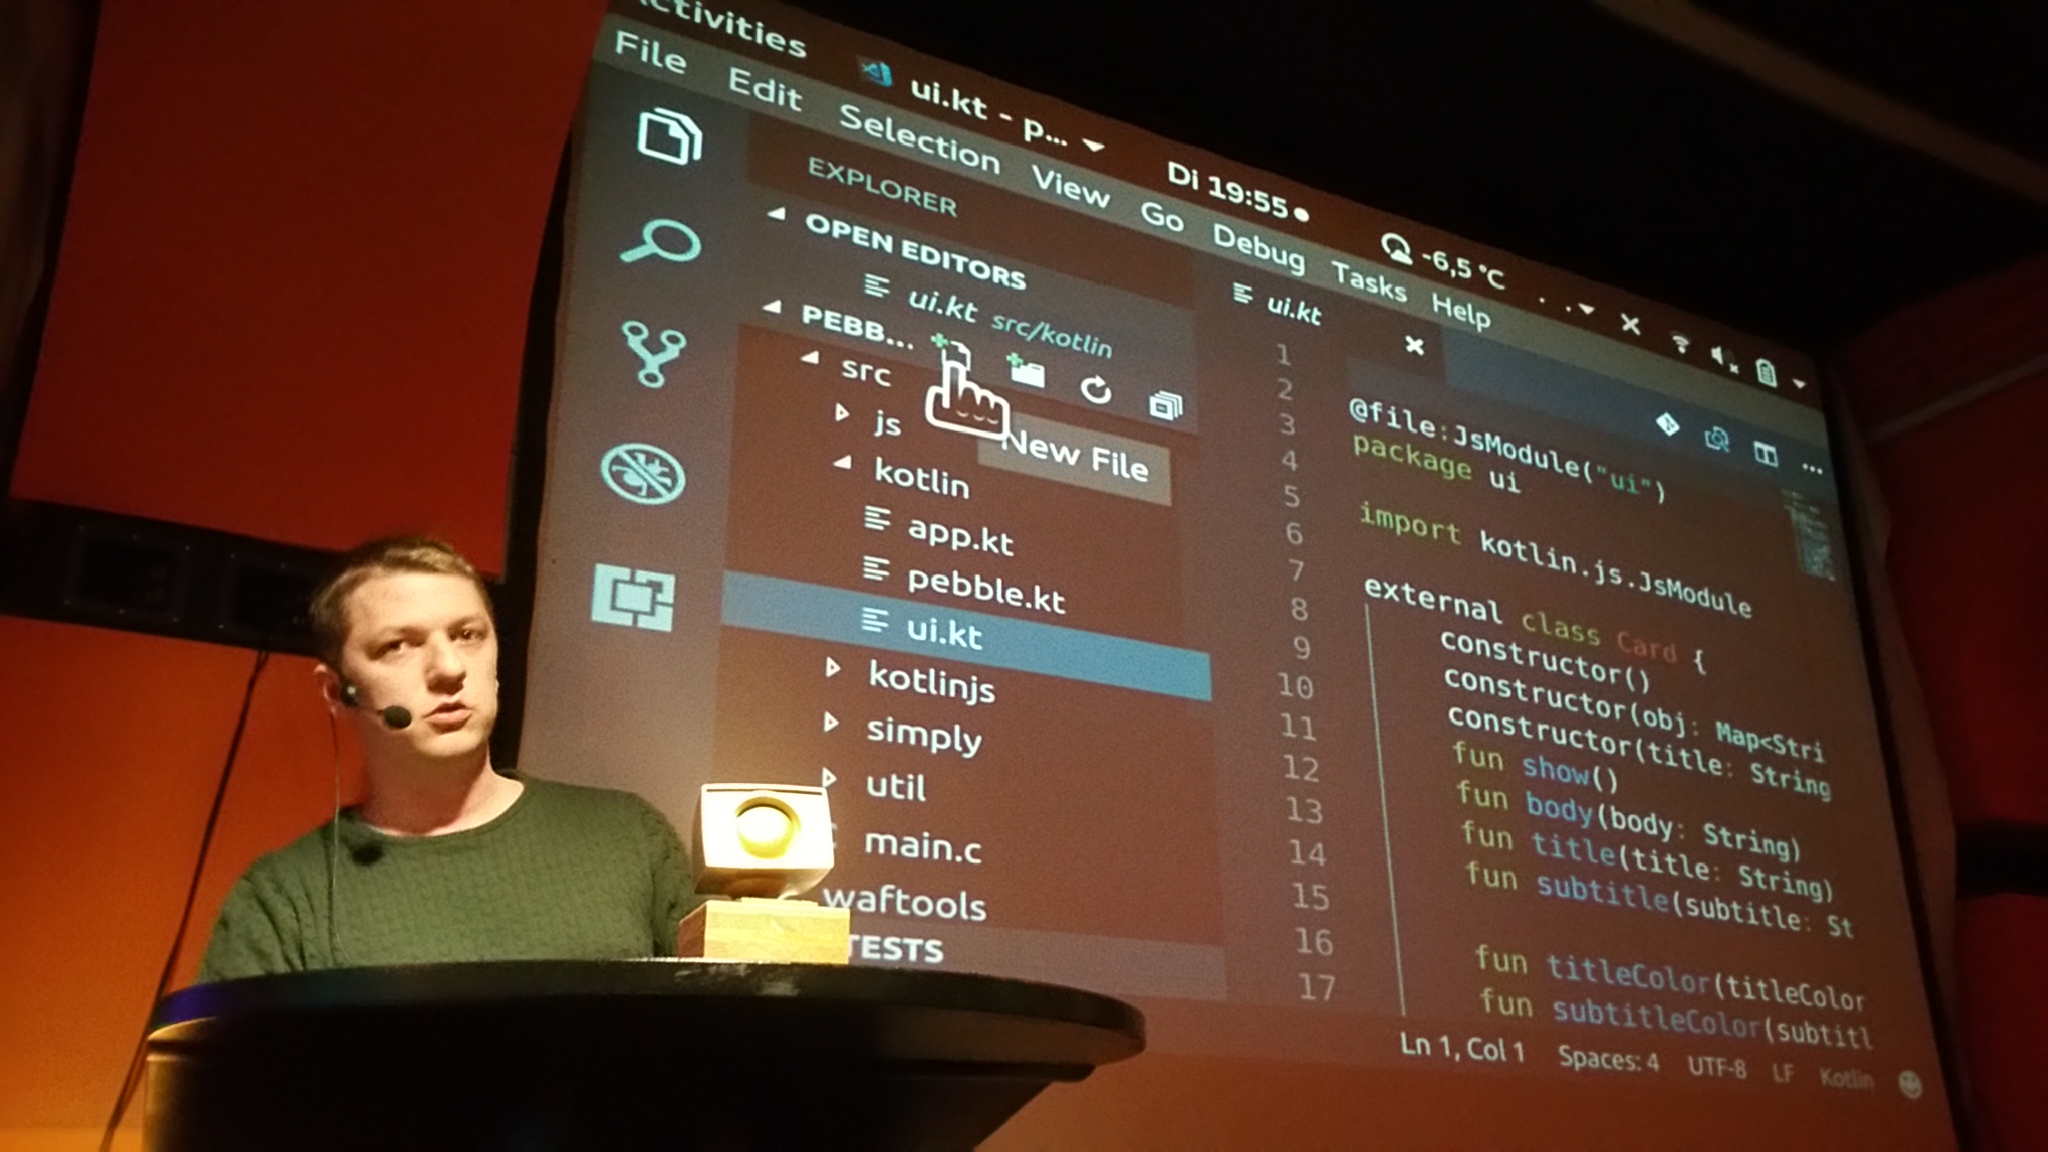 Activities
ui.kt - p...
Di 19:55
-6,5 °C
File Edit Selection View Go Debug Tasks Help
EXPLORER
OPEN EDITORS
ui.kt src/kotlin
PEBB...
New File
src
js
kotlin
app.kt
pebble.kt
ui.kt
kotlinjs
simply
util
main.c
waftools
TESTS
ui.kt
1
2
3
4
5
6
7
8
9
10
11
12
13
14
15
16
17
@file:JsModule("ui")
package ui
import kotlin.js.JsModule
external class Card {
constructor()
constructor(obj: Map<Stri
constructor(title: String
fun show()
fun body(body: String)
fun title(title: String)
fun subtitle(subtitle: St
fun titleColor(titleColor
fun subtitleColor(subtitl
Ln 1, Col 1 Spaces: 4 UTF-8 LF Kotlin